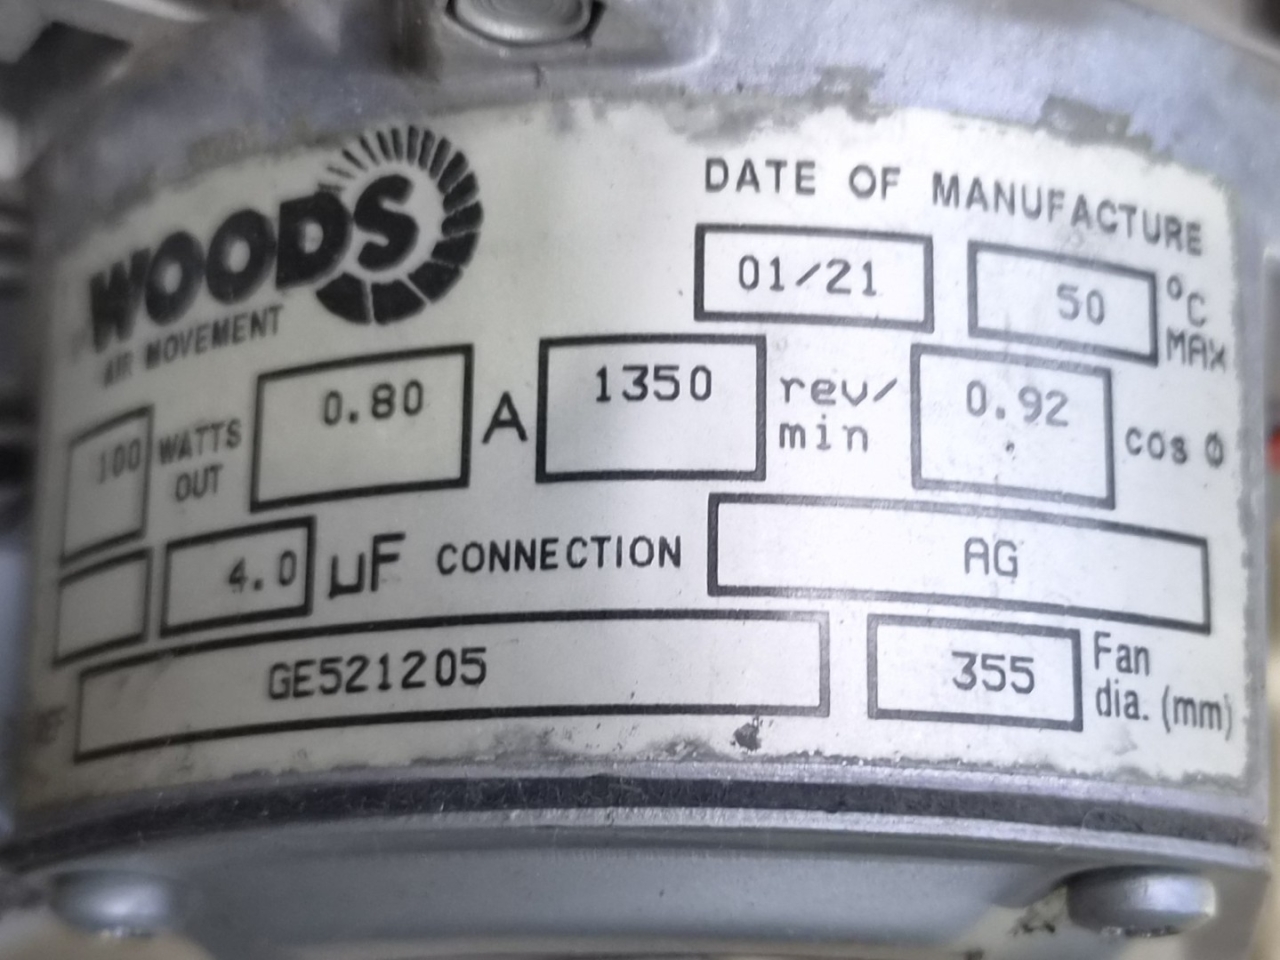 WOODS
AIR MOVEMENT
DATE OF MANUFACTURE
01/21
50 °C MAX
100 WATTS OUT
0.80 A
1350 rev/min
0.92 cos Φ
4.0 µF
CONNECTION AG
GE521205
355 Fan dia. (mm)